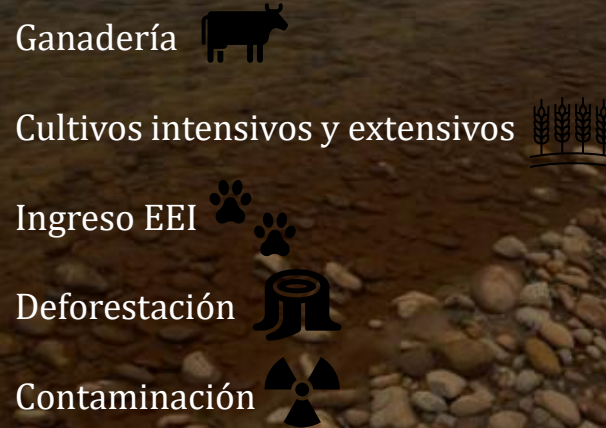 Ganadería
Cultivos intensivos y extensivos
Ingreso EEI
Deforestación
Contaminación